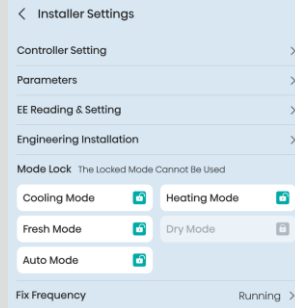 Installer Settings
Controller Setting
Parameters
EE Reading & Setting
Engineering Installation
Mode Lock The Locked Mode Cannot Be Used
Cooling Mode Heating Mode
Fresh Mode Dry Mode
Auto Mode
Fix Frequency Running